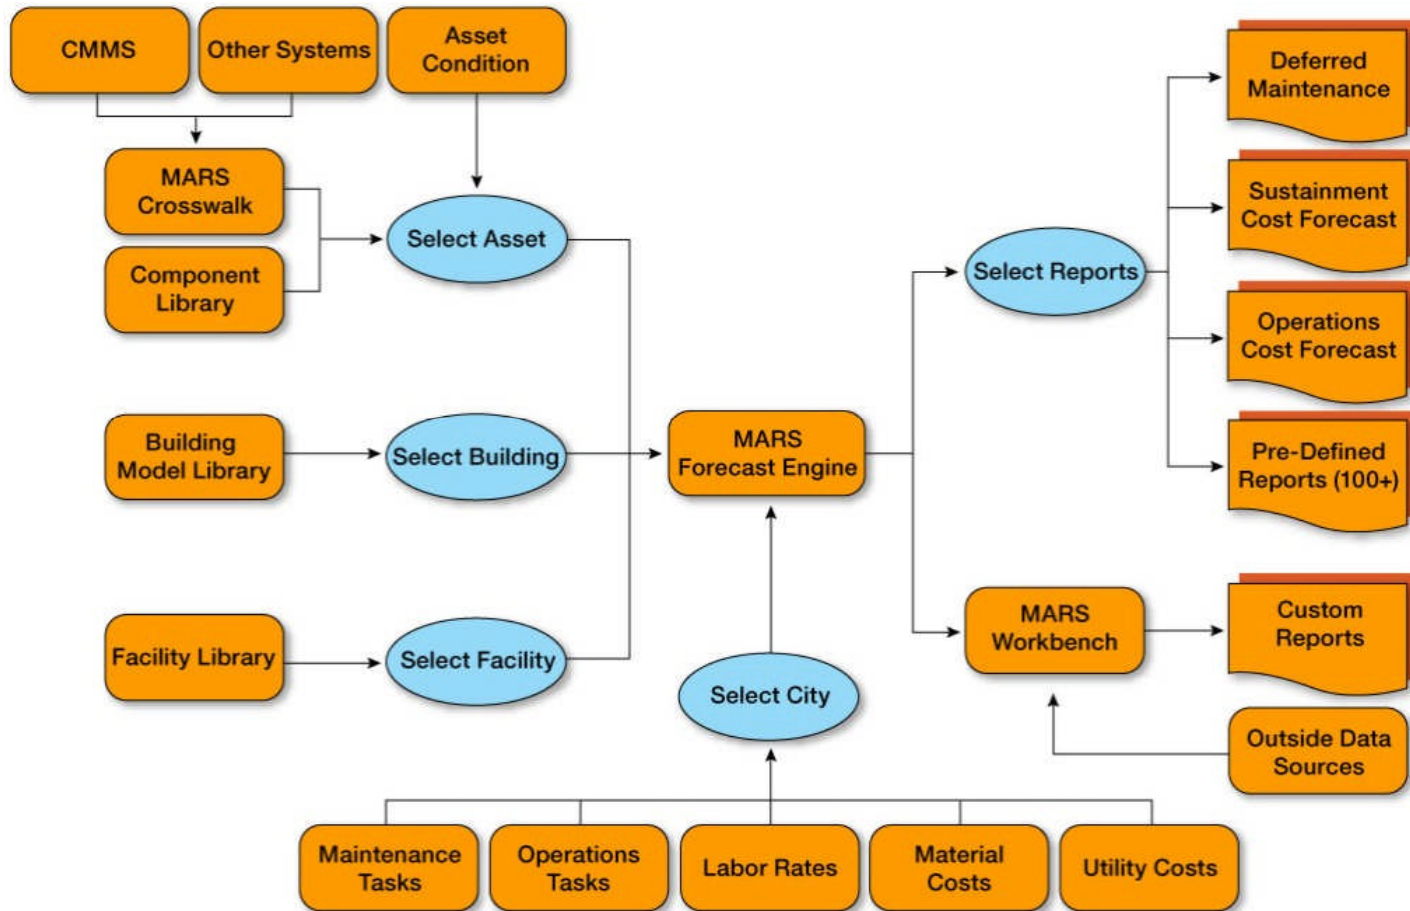 CMMS
Other Systems
Asset
Condition
MARS
Crosswalk
Component
Library
Select Asset
Building
Model Library
Select Building
Facility Library
Select Facility
MARS
Forecast Engine
Select City
Maintenance
Tasks
Operations
Tasks
Labor Rates
Material
Costs
Utility Costs
Select Reports
Deferred
Maintenance
Sustainment
Cost Forecast
Operations
Cost Forecast
Pre-Defined
Reports (100+)
MARS
Workbench
Custom
Reports
Outside Data
Sources